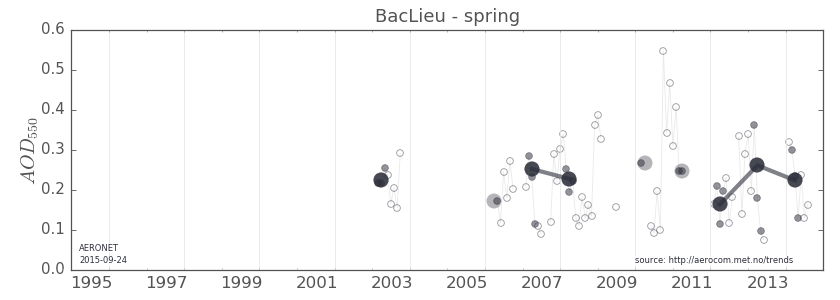 BacLieu - spring
0.6
0.5
0.4
0.3
0.2
0.1
0.0
AOD550
AERONET
2015-09-24
source: http://aerocom.met.no/trends
1995 1997 1999 2002 2003 2005 2007 2009 2011 2013